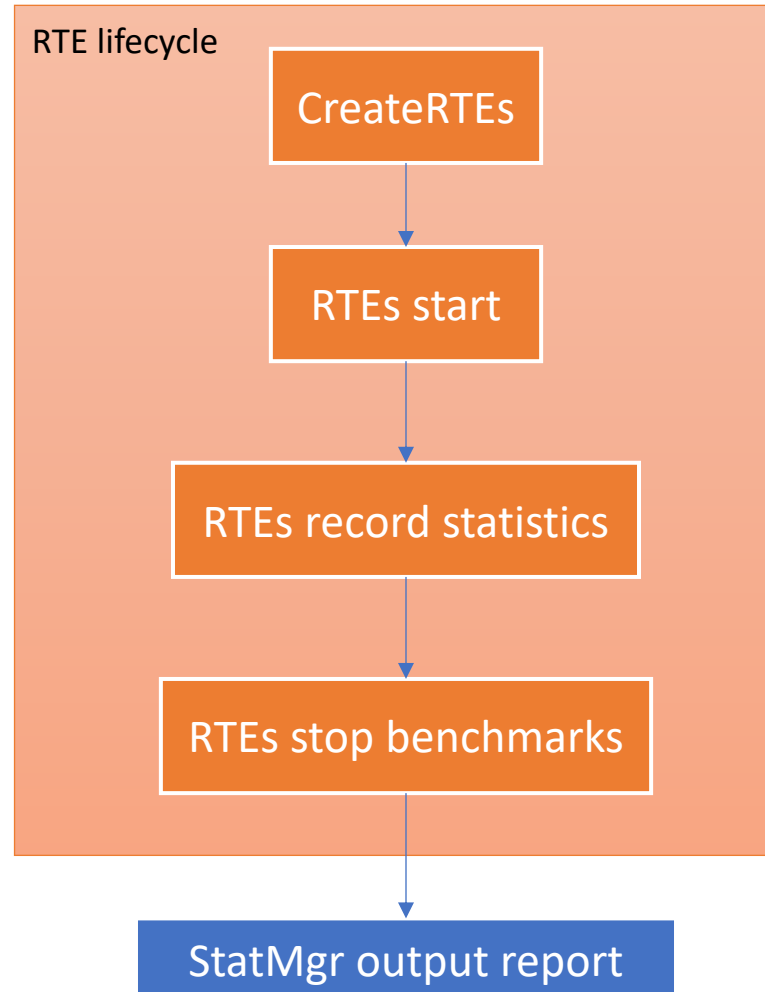 RTE lifecycle
CreateRTEs
RTEs start
RTEs record statistics
RTEs stop benchmarks
StatMgr output report